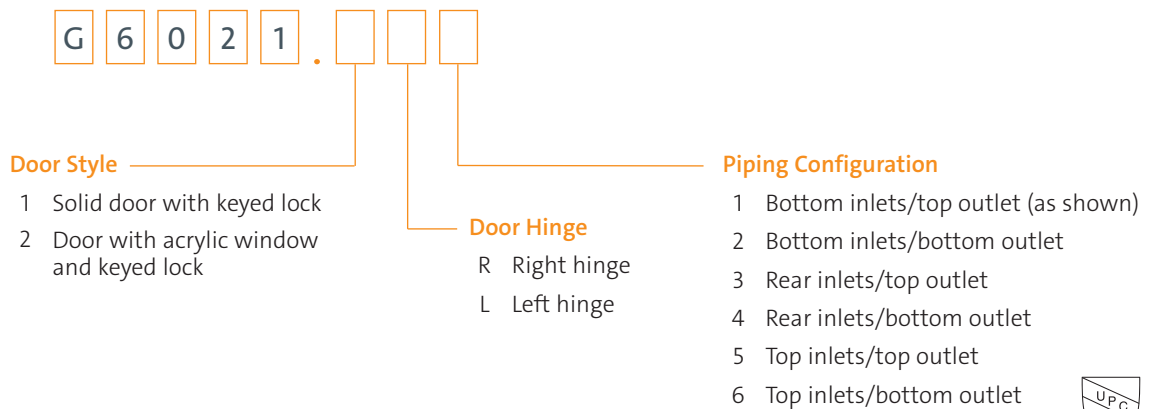 G 6 0 2 1 .
Door Style
1 Solid door with keyed lock
2 Door with acrylic window
and keyed lock
Door Hinge
R Right hinge
L Left hinge
Piping Configuration
1 Bottom inlets/top outlet (as shown)
2 Bottom inlets/bottom outlet
3 Rear inlets/top outlet
4 Rear inlets/bottom outlet
5 Top inlets/top outlet
6 Top inlets/bottom outlet
UPC